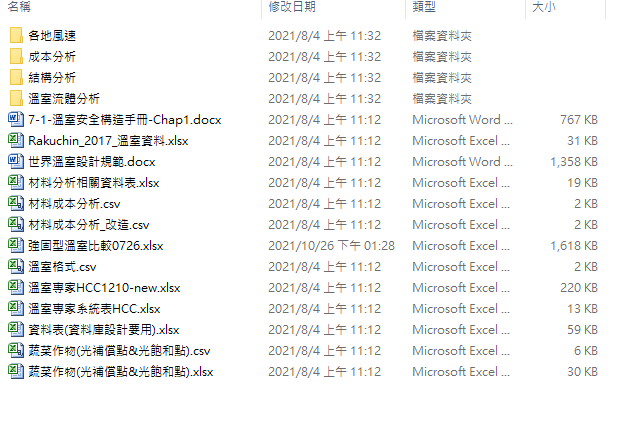 名稱 修改日期 類型 大小
各地風速 2021/8/4 上午 11:32 檔案資料夾
成本分析 2021/8/4 上午 11:32 檔案資料夾
結構分析 2021/8/4 上午 11:32 檔案資料夾
溫室流體分析 2021/8/4 上午 11:32 檔案資料夾
7-1-溫室安全構造手冊-Chap1.docx 2021/8/4 上午 11:12 Microsoft Word ... 767 KB
Rakuchin_2017_溫室資料.xlsx 2021/8/4 上午 11:12 Microsoft Excel ... 31 KB
世界溫室設計規範.docx 2021/8/4 上午 11:12 Microsoft Word ... 1,358 KB
材料分析相關資料表.xlsx 2021/8/4 上午 11:12 Microsoft Excel ... 19 KB
材料成本分析.csv 2021/8/4 上午 11:12 Microsoft Excel ... 2 KB
材料成本分析_改造.csv 2021/8/4 上午 11:12 Microsoft Excel ... 2 KB
強固型溫室比較0726.xlsx 2021/10/26 下午 01:28 Microsoft Excel ... 1,618 KB
溫室格式.csv 2021/8/4 上午 11:12 Microsoft Excel ... 2 KB
溫室專家HCC1210-new.xlsx 2021/8/4 上午 11:12 Microsoft Excel ... 220 KB
溫室專家系統表HCC.xlsx 2021/8/4 上午 11:12 Microsoft Excel ... 13 KB
資料表(資料庫設計要用).xlsx 2021/8/4 上午 11:12 Microsoft Excel ... 59 KB
蔬菜作物(光補償點&光飽和點).csv 2021/8/4 上午 11:12 Microsoft Excel ... 6 KB
蔬菜作物(光補償點&光飽和點).xlsx 2021/8/4 上午 11:12 Microsoft Excel ... 30 KB